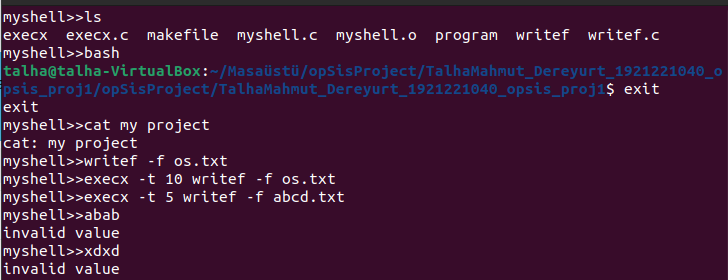 myshell>>ls
execx  execx.c  makefile  myshell.c  myshell.o  program  writef  writef.c
myshell>>bash
talha@talha-VirtualBox:~/Masaüstü/opSisProject/TalhaMahmut_Dereyurt_1921221040_o
psis_proj1/opSisProject/TalhaMahmut_Dereyurt_1921221040_opsis_proj1$ exit
exit
myshell>>cat my project
cat: my project
myshell>>writef -f os.txt
myshell>>execx -t 10 writef -f os.txt
myshell>>execx -t 5 writef -f abcd.txt
myshell>>abab
invalid value
myshell>>xdxd
invalid value